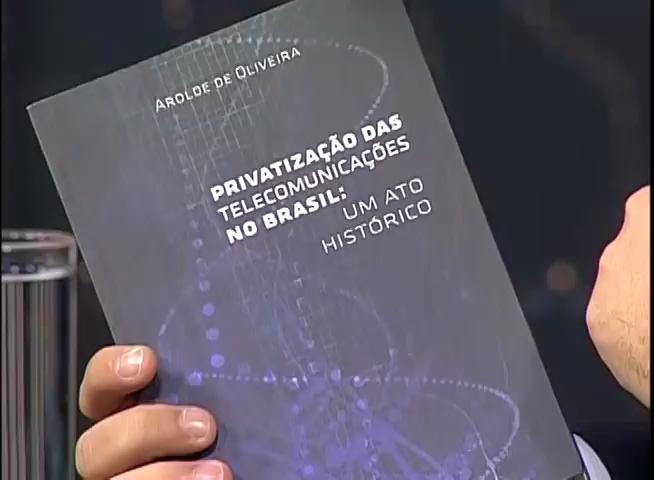 AROLDE DE OLIVEIRA
PRIVATIZAÇÃO DAS
TELECOMUNICAÇÕES
NO BRASIL:
UM ATO
HISTÓRICO